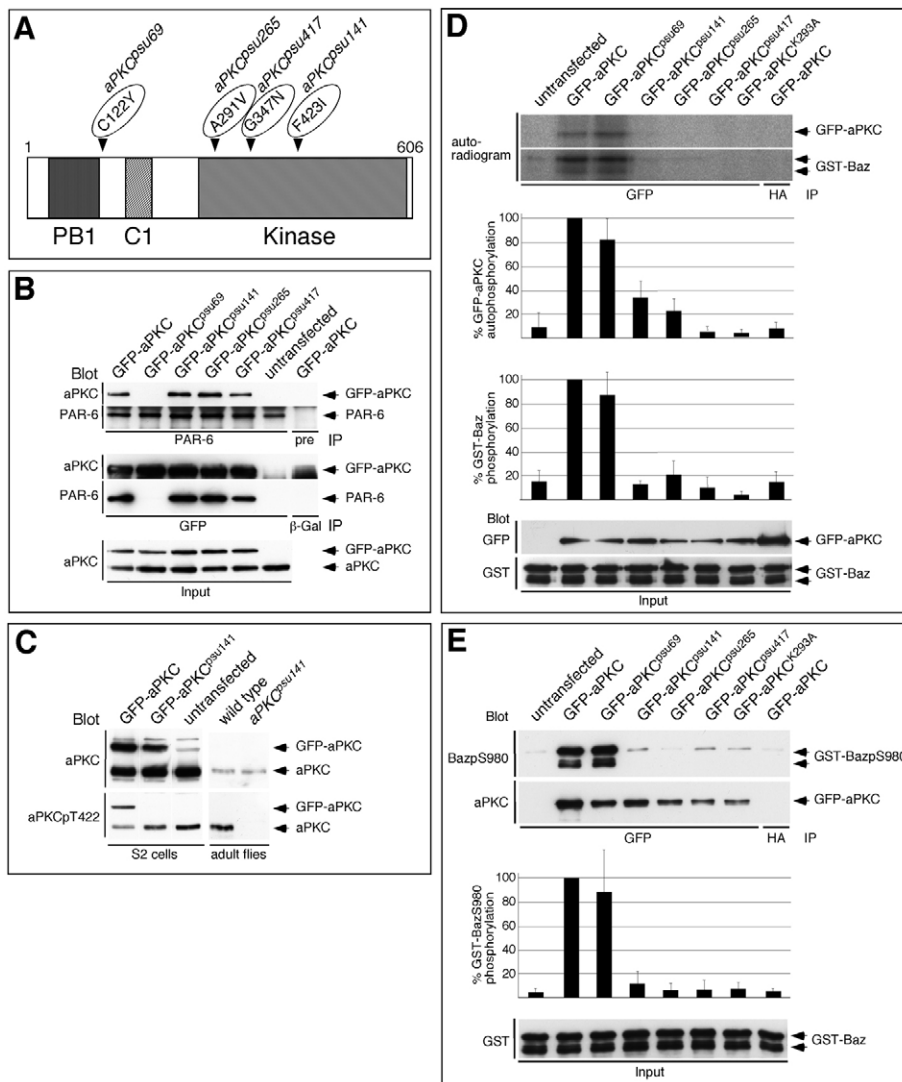 A
aPKCpsu69
aPKCpsu265
aPKCpsu417
aPKCpsu141
C122Y
A291V
G347N
F423I
1
606
PB1 C1 Kinase
B
GFP-aPKC
GFP-aPKCpsu69
GFP-aPKCpsu141
GFP-aPKCpsu265
GFP-aPKCpsu417
untransfected
GFP-aPKC
Blot
aPKC GFP-aPKC
PAR-6 PAR-6
PAR-6 pre IP
aPKC GFP-aPKC
PAR-6 PAR-6
GFP β-Gal IP
aPKC GFP-aPKC
aPKC
Input
C
GFP-aPKC
GFP-aPKCpsu141
untransfected
wild type
aPKCpsu141
Blot
aPKC GFP-aPKC
aPKC
aPKCpT422 GFP-aPKC
aPKC
S2 cells adult flies
D
untransfected
GFP-aPKC
GFP-aPKCpsu69
GFP-aPKCpsu141
GFP-aPKCpsu265
GFP-aPKCpsu417
GFP-aPKCK293A
GFP-aPKC
auto-
radiogram
GFP-aPKC
GST-Baz
GFP HA IP
% GFP-aPKC
autophosphorylation
100
80
60
40
20
% GST-Baz
phosphorylation
100
80
60
40
20
Blot
GFP GFP-aPKC
GST GST-Baz
Input
E
untransfected
GFP-aPKC
GFP-aPKCpsu69
GFP-aPKCpsu141
GFP-aPKCpsu265
GFP-aPKCpsu417
GFP-aPKCK293A
GFP-aPKC
Blot
BazpS980 GST-BazpS980
aPKC GFP-aPKC
GFP HA IP
% GST-BazS980
phosphorylation
100
80
60
40
20
GST GST-Baz
Input